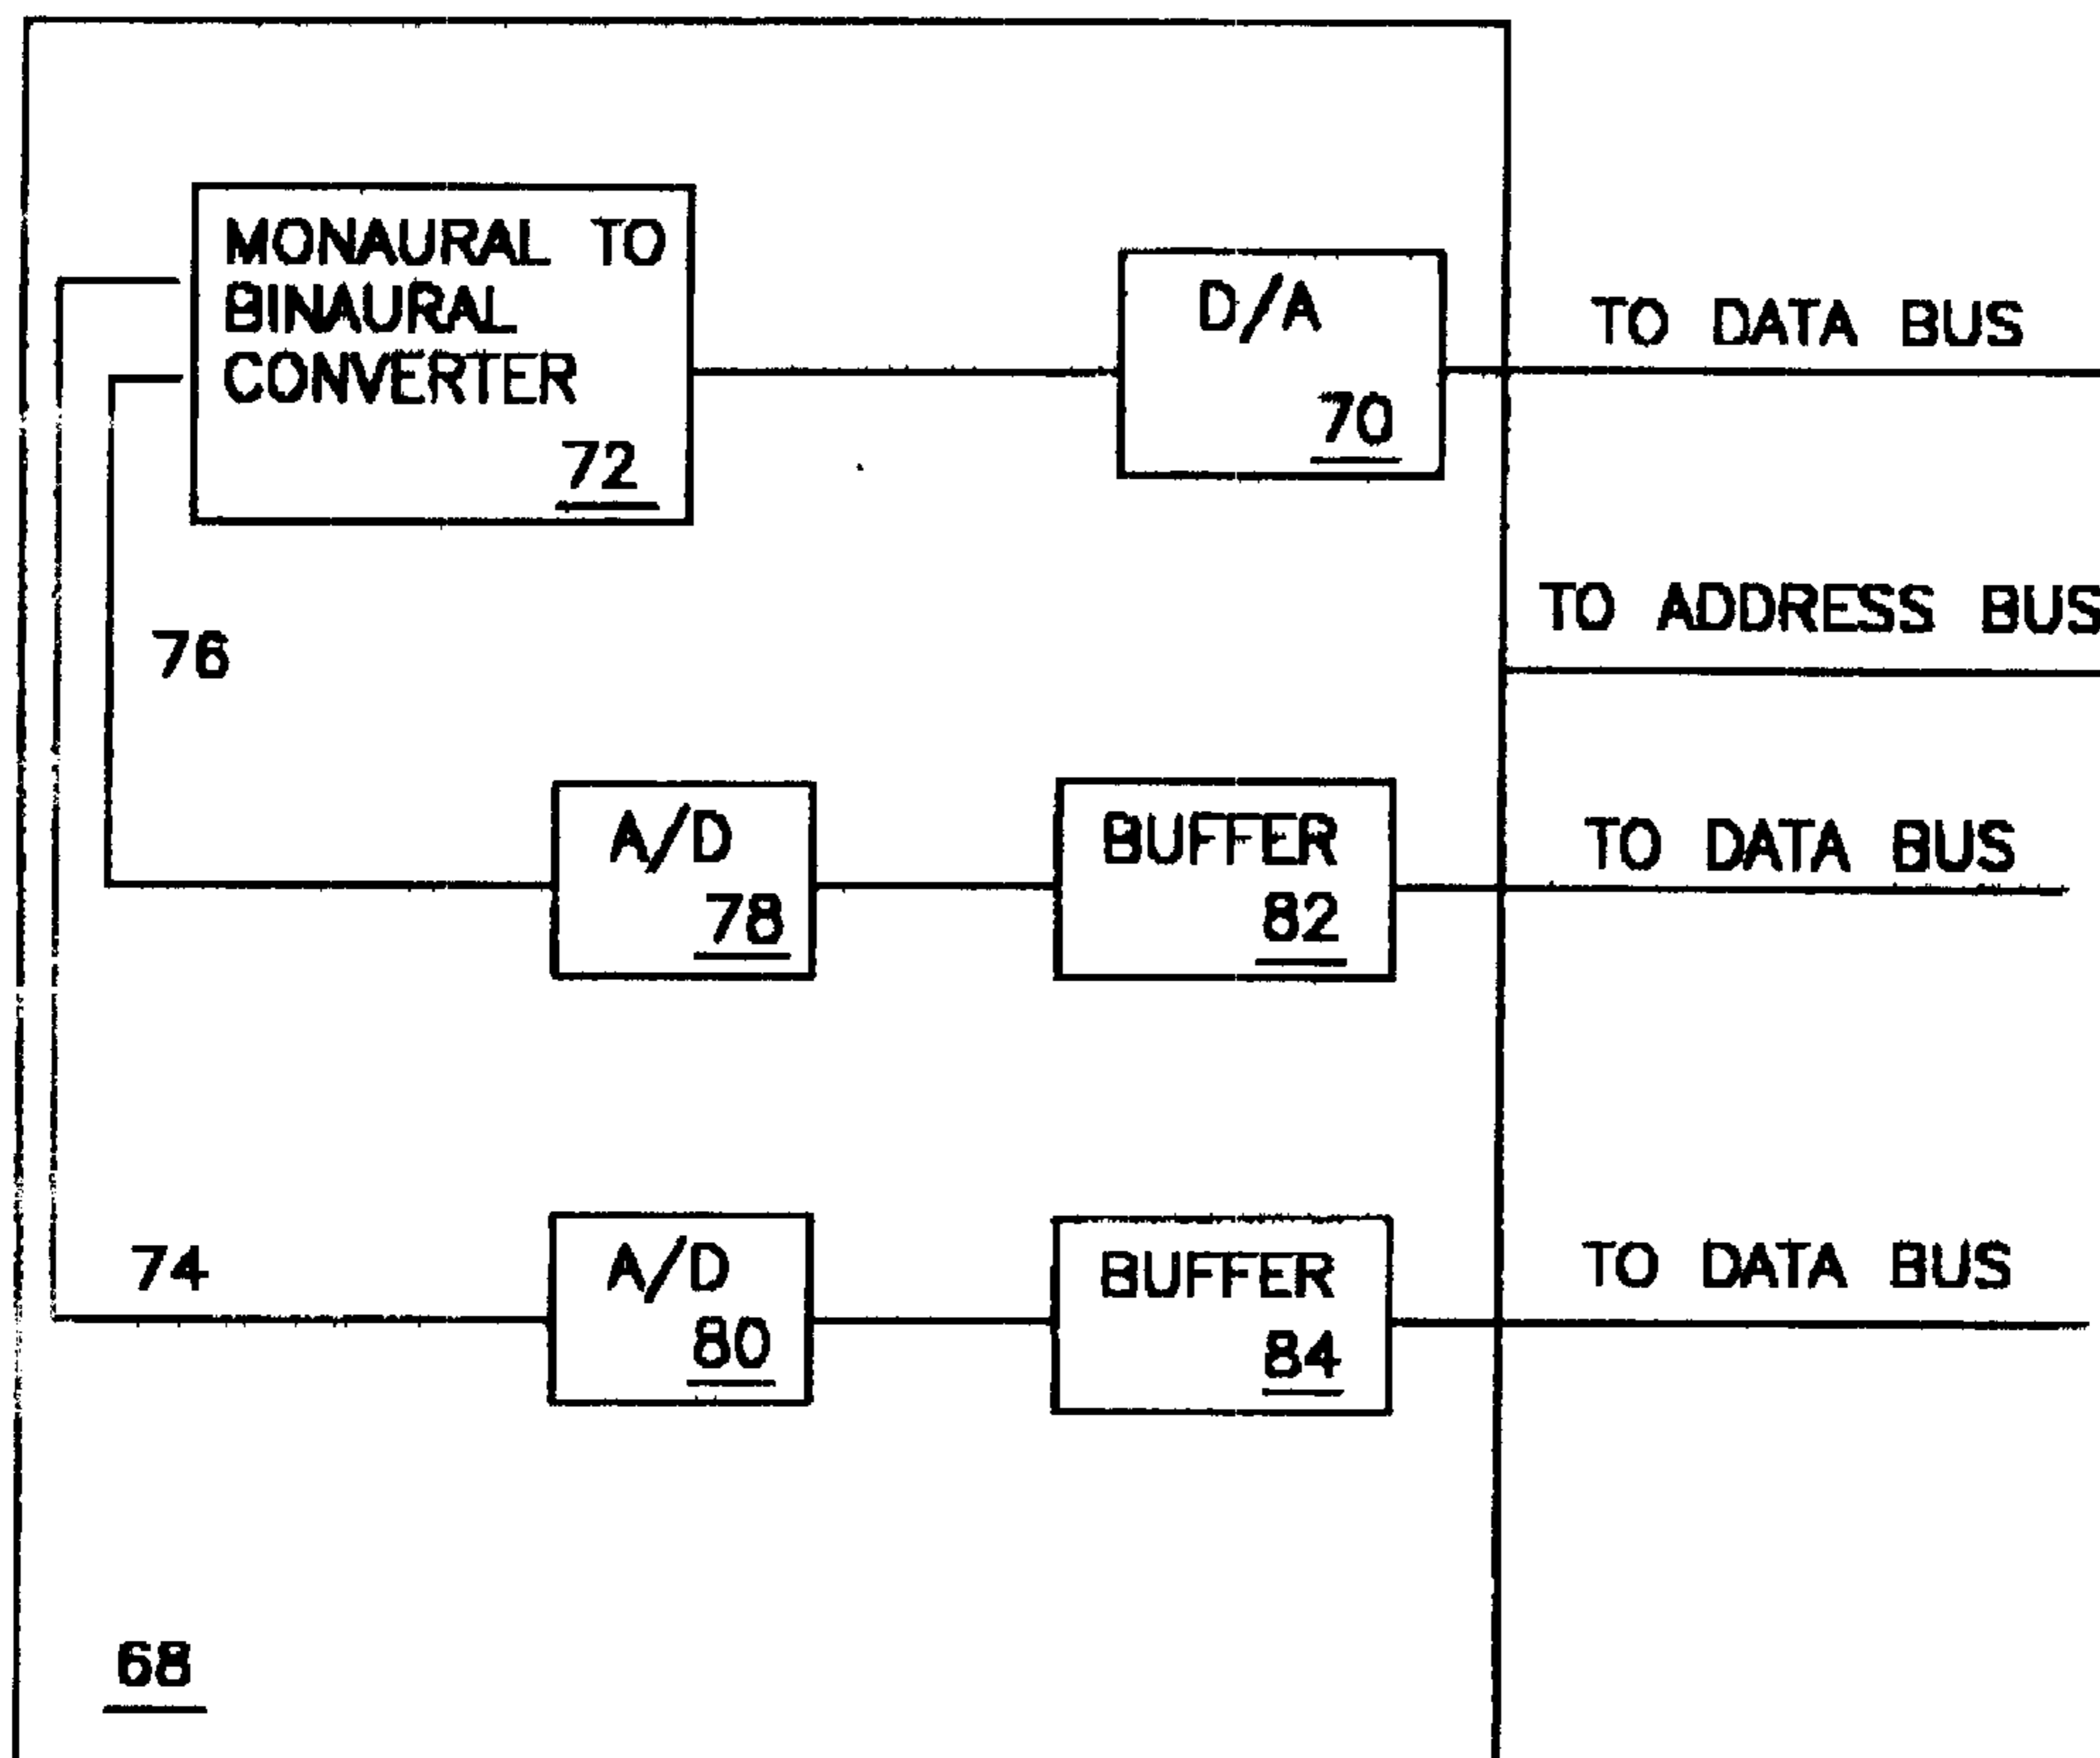 MONAURAL TO
BINAURAL
CONVERTER
72
D/A
70
TO DATA BUS
TO ADDRESS BUS
76
A/D
78
BUFFER
82
TO DATA BUS
74
A/D
80
BUFFER
84
TO DATA BUS
68